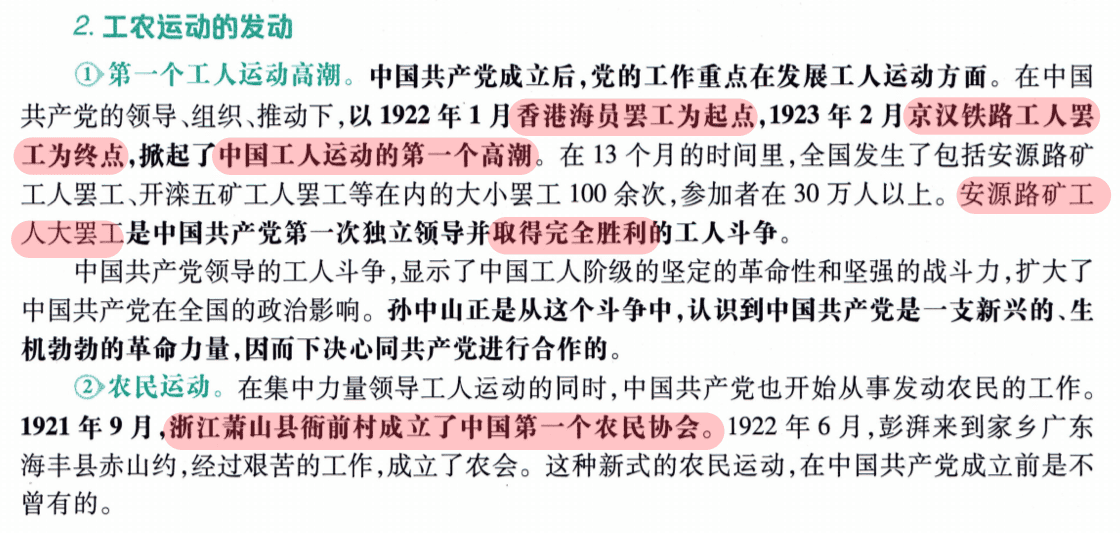 2. 工农运动的发动
①第一个工人运动高潮。中国共产党成立后,党的工作重点在发展工人运动方面。在中国
共产党的领导、组织、推动下,以 1922 年 1 月香港海员罢工为起点,1923 年 2 月京汉铁路工人罢
工为终点,掀起了中国工人运动的第一个高潮。在 13 个月的时间里,全国发生了包括安源路矿
工人罢工、开滦五矿工人罢工等在内的大小罢工 100 余次,参加者在 30 万人以上。安源路矿工
人大罢工是中国共产党第一次独立领导并取得完全胜利的工人斗争。
中国共产党领导的工人斗争,显示了中国工人阶级的坚定的革命性和坚强的战斗力,扩大了
中国共产党在全国的政治影响。孙中山正是从这个斗争中,认识到中国共产党是一支新兴的、生
机勃勃的革命力量,因而下决心同共产党进行合作的。
②农民运动。在集中力量领导工人运动的同时,中国共产党也开始从事发动农民的工作。
1921 年 9 月,浙江萧山县衙前村成立了中国第一个农民协会。1922 年 6 月,彭湃来到家乡广东
海丰县赤山约,经过艰苦的工作,成立了农会。这种新式的农民运动,在中国共产党成立前是不
曾有的。